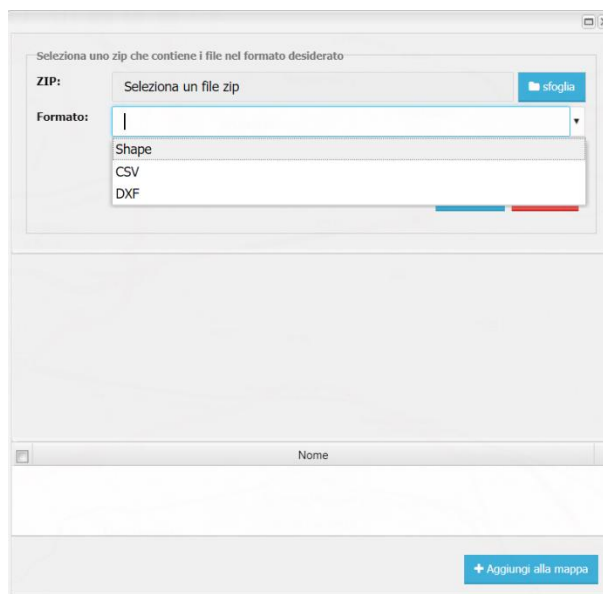 Seleziona uno zip che contiene i file nel formato desiderato
ZIP: Seleziona un file zip sfoglia
Formato:
Shape
CSV
DXF
Nome
Aggiungi alla mappa